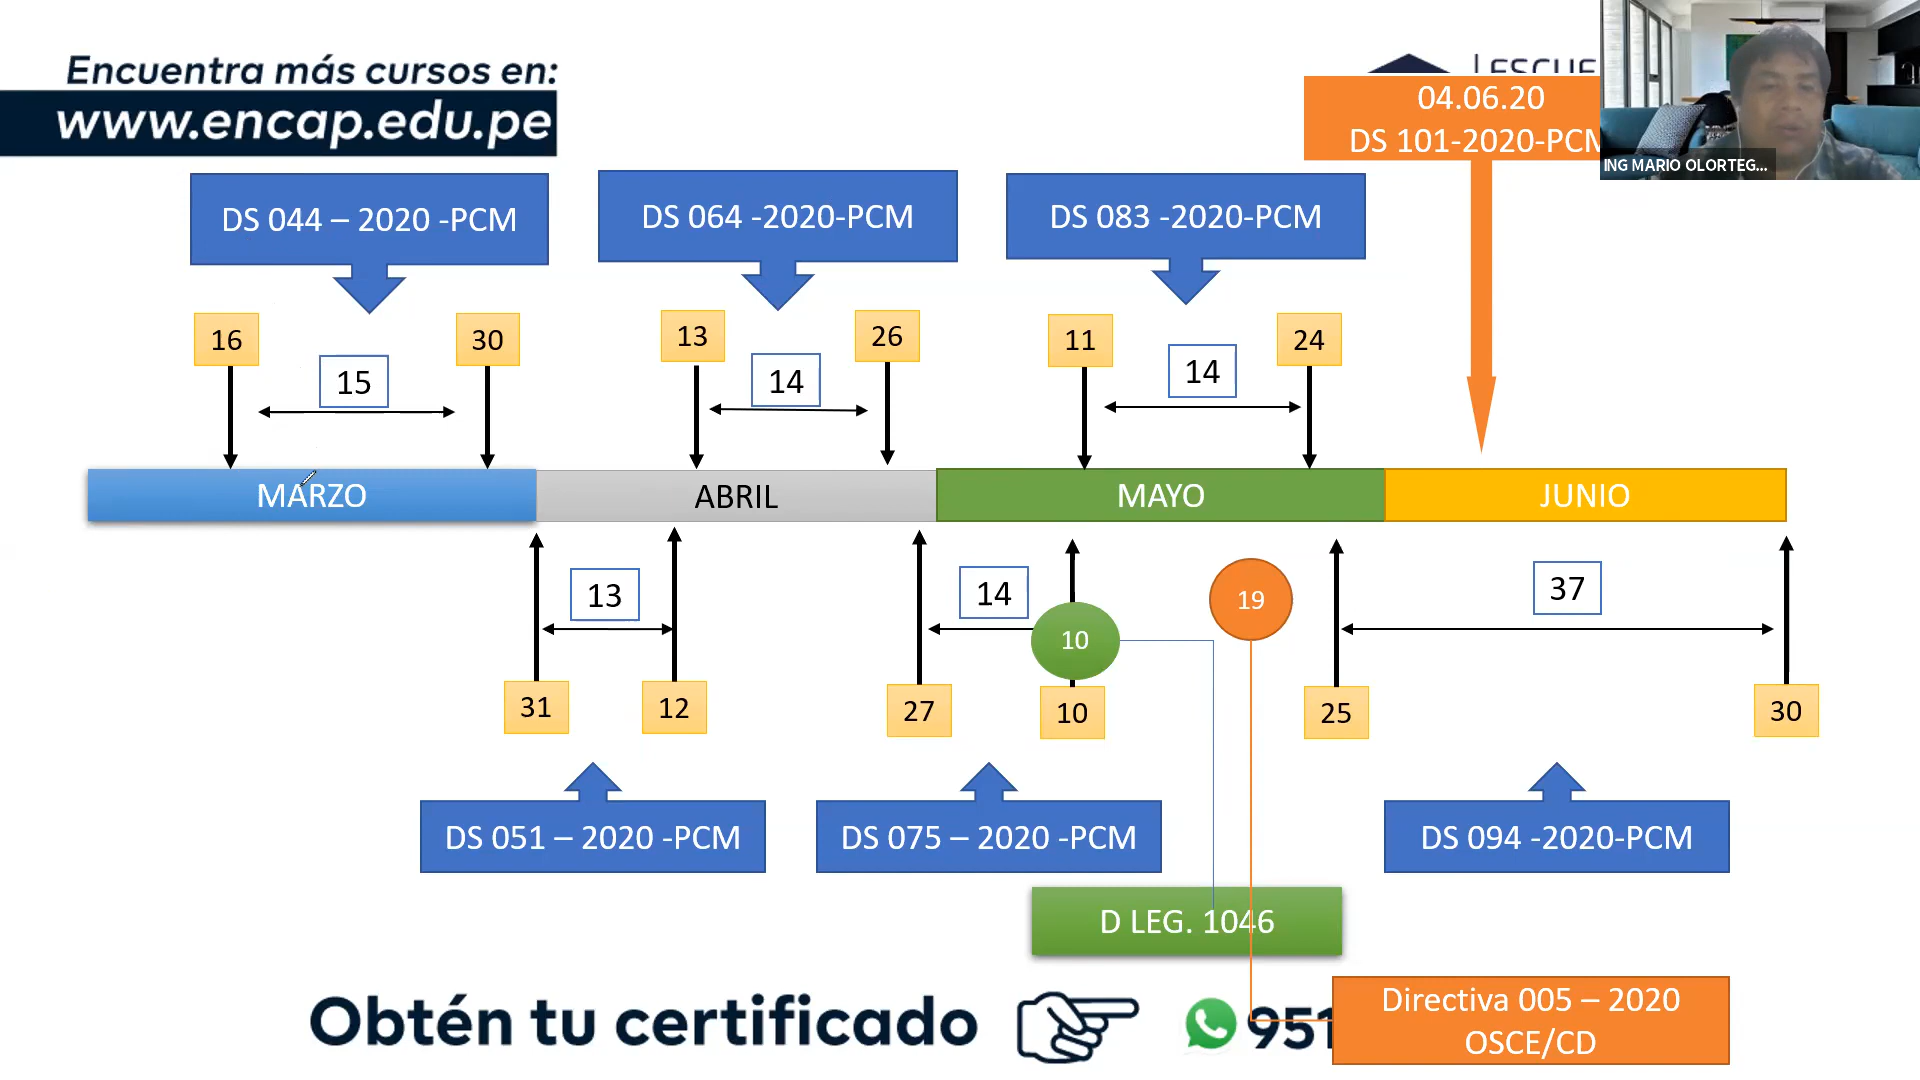 Encuentra más cursos en:
www.encap.edu.pe
ESCUE
04.06.20
DS 101-2020-PCM
ING MARIO OLORTEG...
DS 044 – 2020 -PCM
DS 064 -2020-PCM
DS 083 -2020-PCM
16
30
13
26
11
24
15
14
14
MARZO
ABRIL
MAYO
JUNIO
13
14
10
19
37
31
12
27
10
25
30
DS 051 – 2020 -PCM
DS 075 – 2020 -PCM
DS 094 -2020-PCM
D LEG. 1046
Obtén tu certificado
951
Directiva 005 – 2020
OSCE/CD